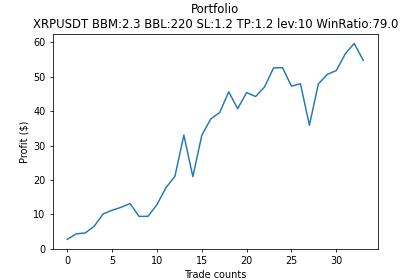 Portfolio
XRPUSDT BBM:2.3 BBL:220 SL:1.2 TP:1.2 lev:10 WinRatio:79.0
60
50
40
30
20
10
0
Profit ($)
0 5 10 15 20 25 30
Trade counts